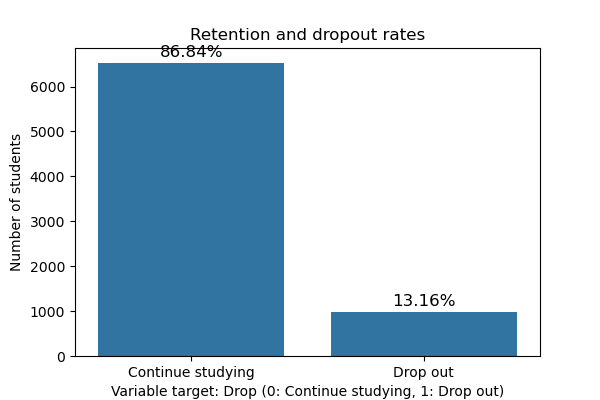 Retention and dropout rates
86.84%
6000
5000
4000
3000
2000
1000
0
Number of students
13.16%
Continue studying
Drop out
Variable target: Drop (0: Continue studying, 1: Drop out)